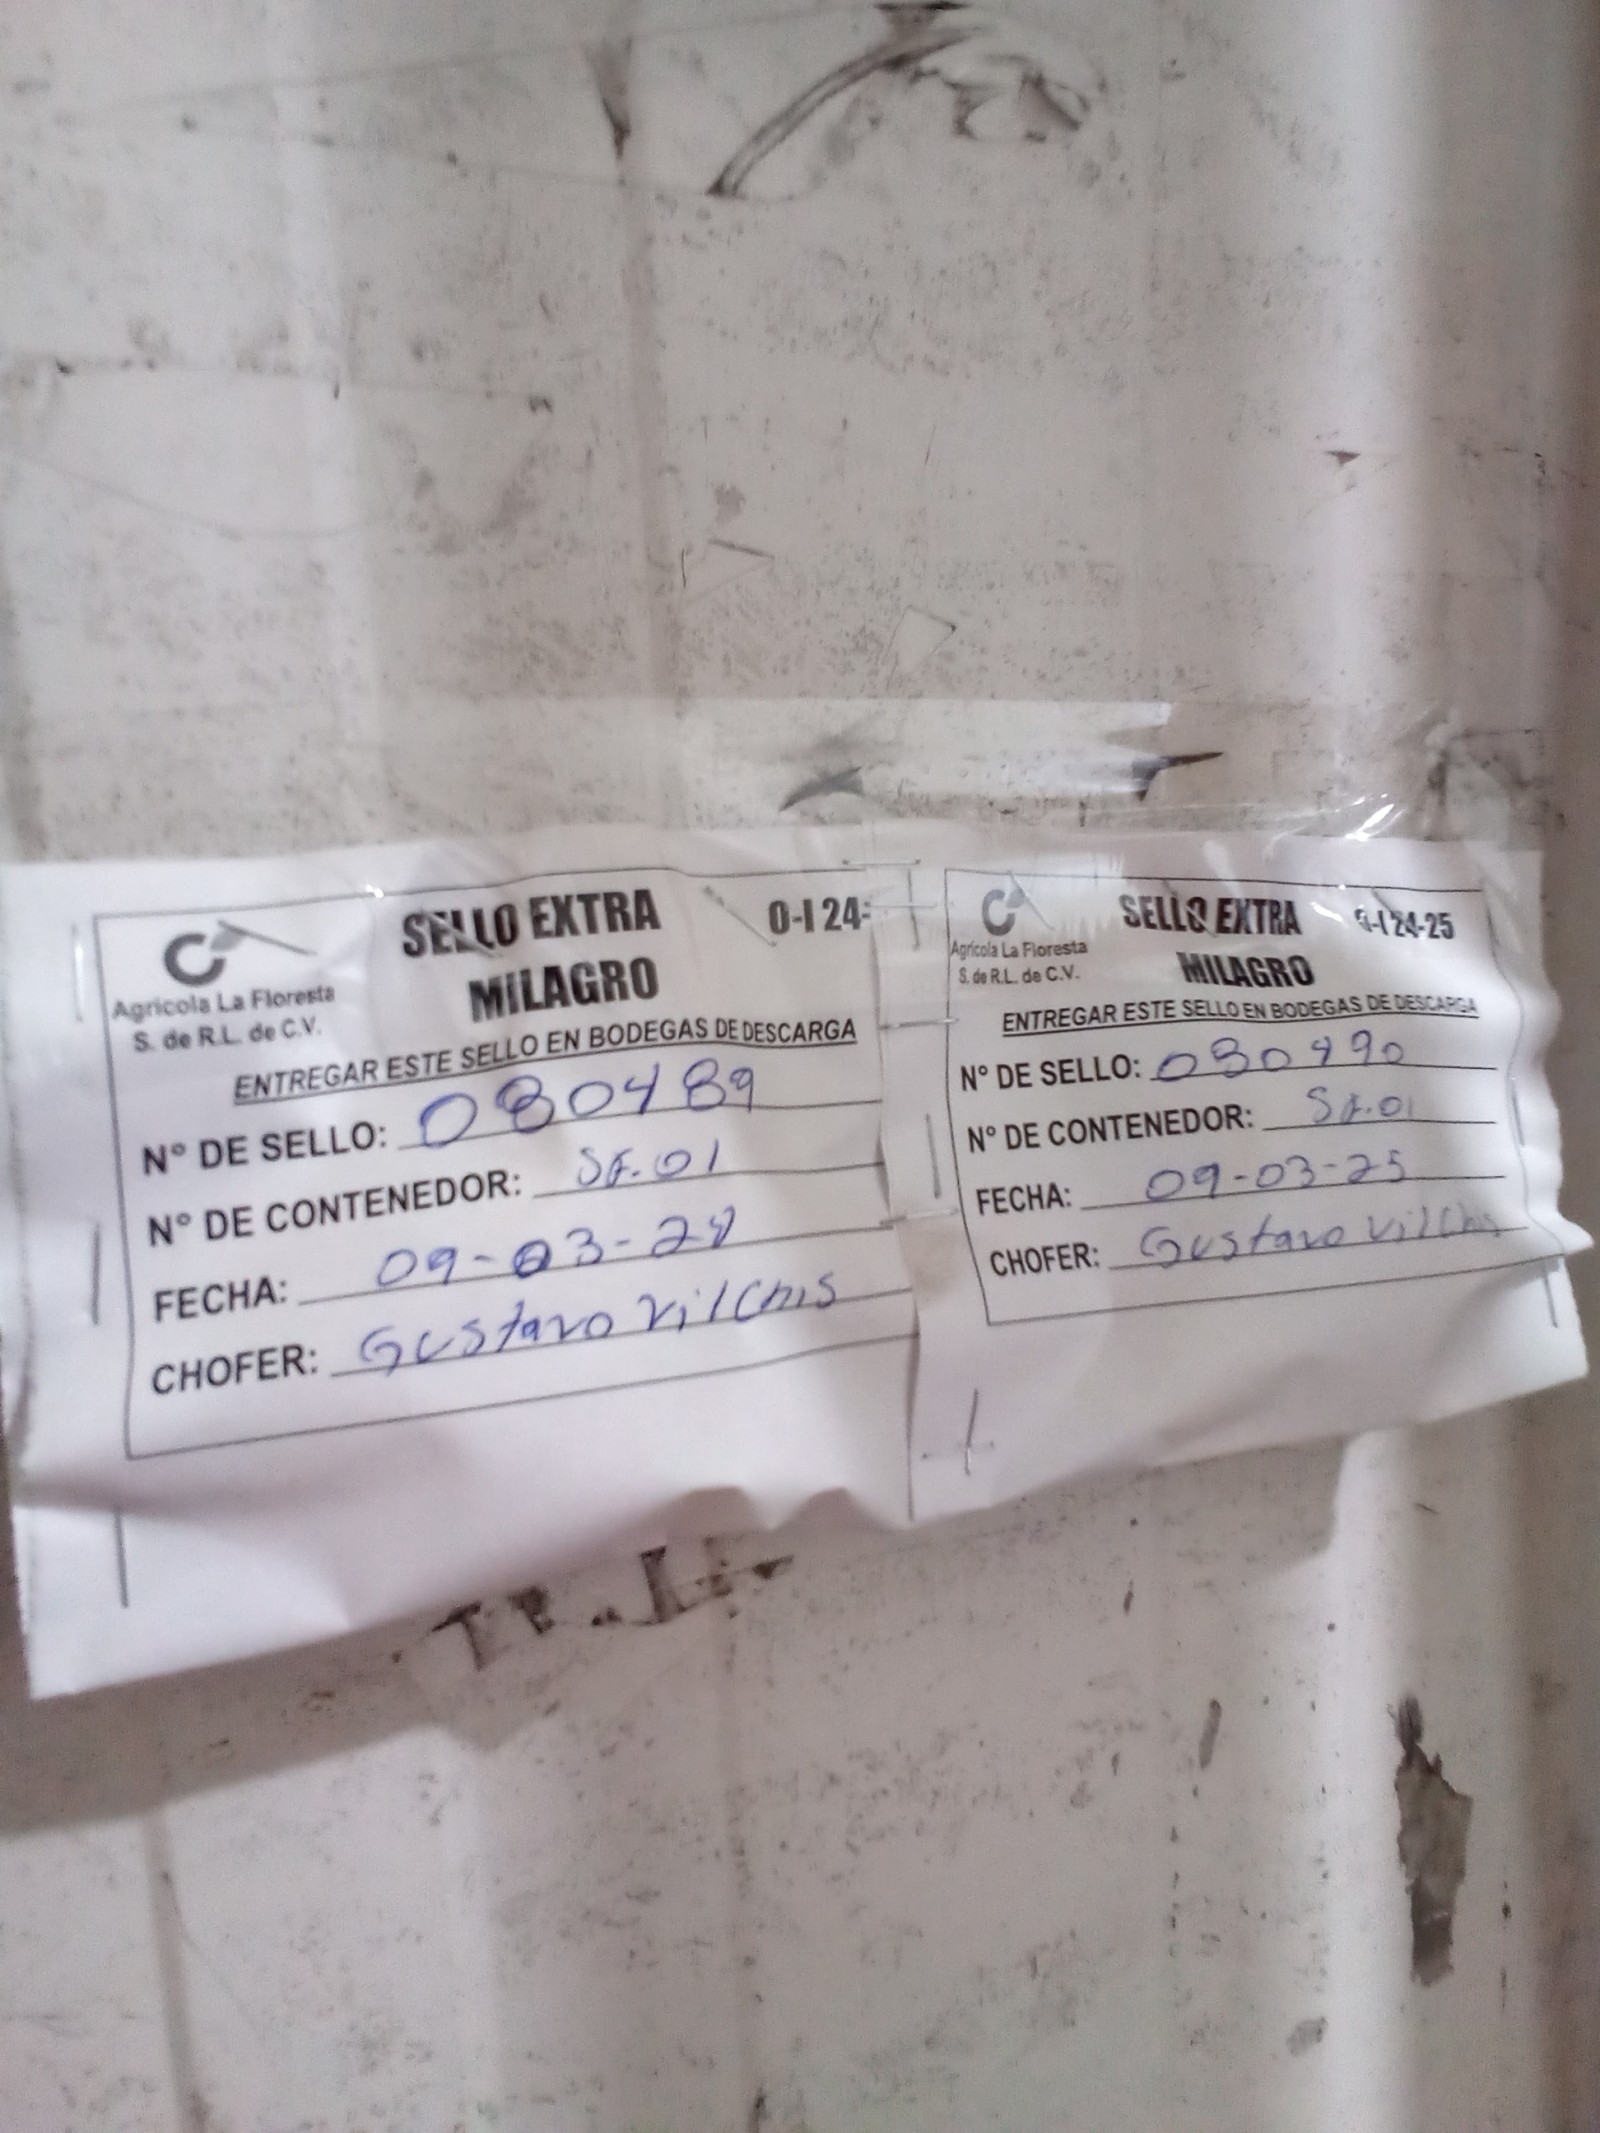 SELLO EXTRA 0-I 24-
MILAGRO
Agrícola La Floresta
S. de R.L. de C.V.
ENTREGAR ESTE SELLO EN BODEGAS DE DESCARGA
N° DE SELLO: 080489
N° DE CONTENEDOR: SF.01
FECHA: 09-03-24
CHOFER: Gustavo Vilchis
SELLO EXTRA 0-I 24-25
MILAGRO
Agrícola La Floresta
S. de R.L. de C.V.
ENTREGAR ESTE SELLO EN BODEGAS DE DESCARGA
N° DE SELLO: 080490
N° DE CONTENEDOR: SF.01
FECHA: 09-03-25
CHOFER: Gustavo Vilchis